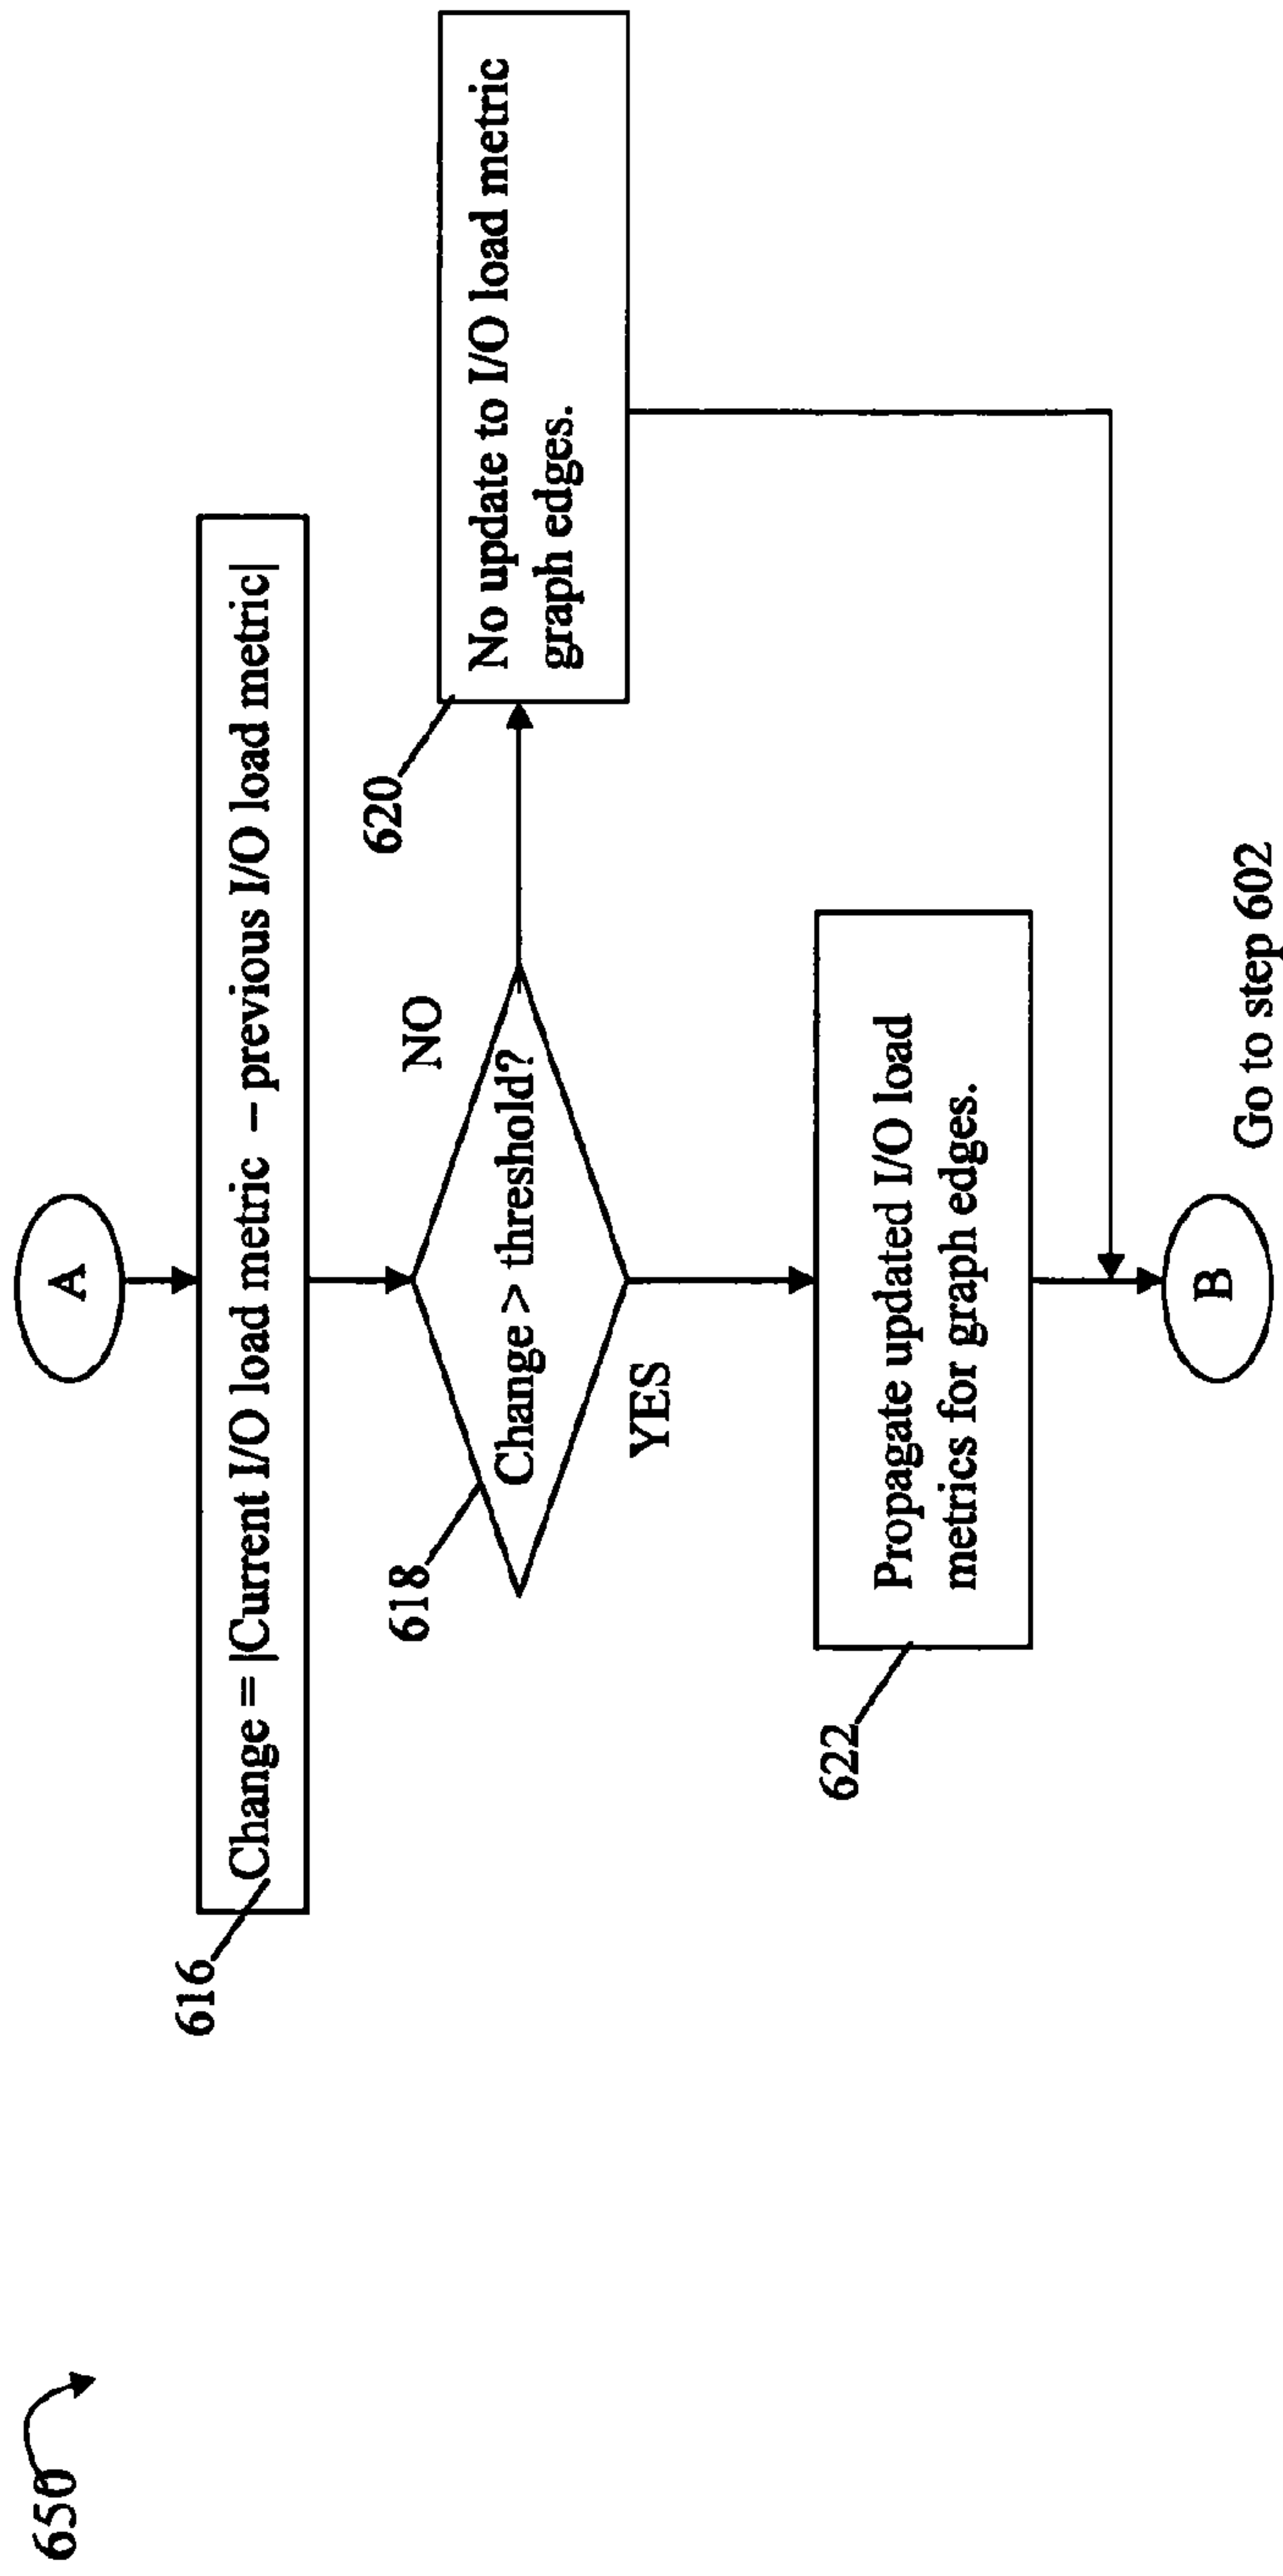 650
A
616
Change = |Current I/O load metric – previous I/O load metric|
618
Change > threshold?
NO
620
No update to I/O load metric
graph edges.
YES
622
Propagate updated I/O load
metrics for graph edges.
B
Go to step 602